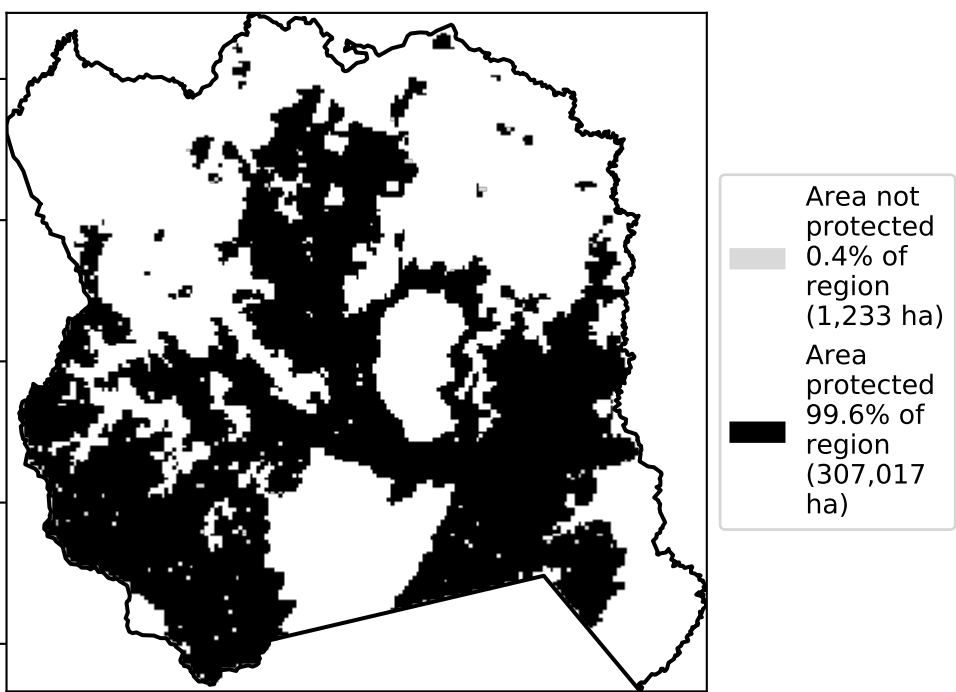 Area not
protected
0.4% of
region
(1,233 ha)
Area
protected
99.6% of
region
(307,017
ha)